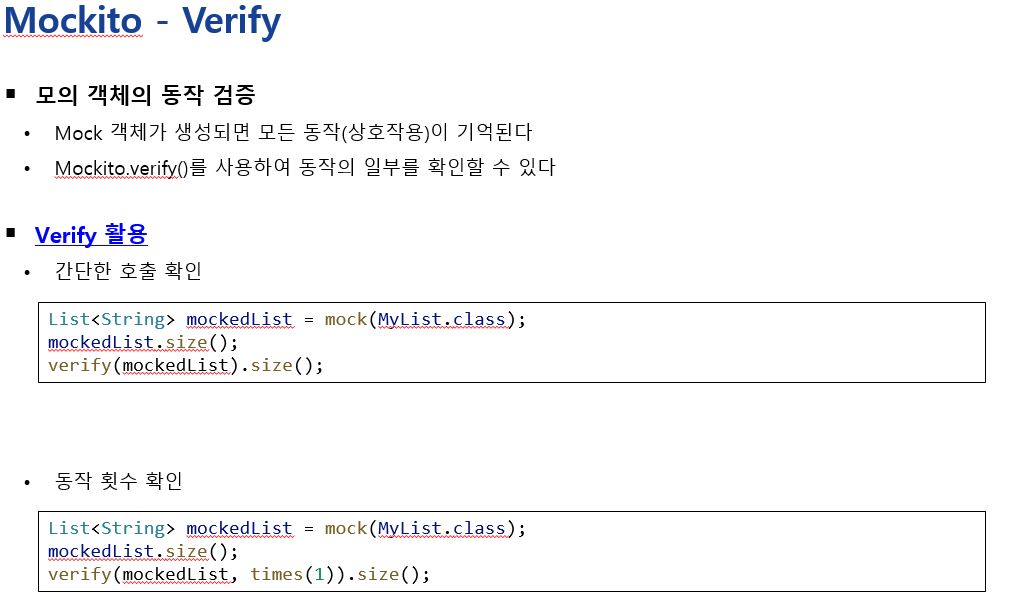 Mockito - Verify
■ 모의 객체의 동작 검증
• Mock 객체가 생성되면 모든 동작(상호작용)이 기억된다
• Mockito.verify()를 사용하여 동작의 일부를 확인할 수 있다
■ Verify 활용
• 간단한 호출 확인
List<String> mockedList = mock(MyList.class);
mockedList.size();
verify(mockedList).size();
• 동작 횟수 확인
List<String> mockedList = mock(MyList.class);
mockedList.size();
verify(mockedList, times(1)).size();